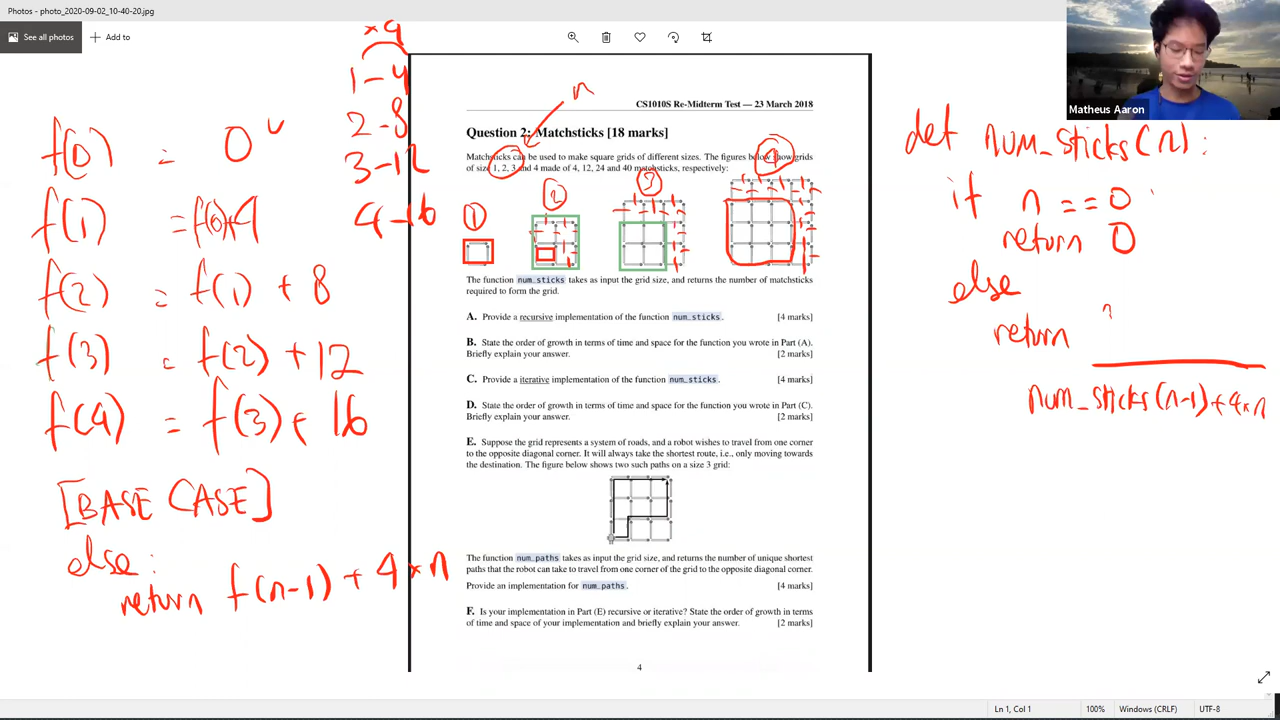 Photos - photo_2020-09-02_10-40-20.jpg
See all photos
Add to
Matheus Aaron
×4
1-4
2-8
3-12
4-16
f(0) = 0
f(1) = f(0)+4
f(2) = f(1) + 8
f(3) = f(2) + 12
f(4) = f(3) + 16
[BASE CASE]
else:
return f(n-1) + 4 × n
n
CS1010S Re-Midterm Test — 23 March 2018
Question 2: Matchsticks [18 marks]
Matchsticks can be used to make square grids of different sizes. The figures below show grids
of size 1, 2, 3, and 4 made of 4, 12, 24 and 40 matchsticks, respectively:
1
2
3
4
The function num_sticks takes as input the grid size, and returns the number of matchsticks
required to form the grid.
A. Provide a recursive implementation of the function num_sticks. [4 marks]
B. State the order of growth in terms of time and space for the function you wrote in Part (A).
Briefly explain your answer. [2 marks]
C. Provide a iterative implementation of the function num_sticks. [4 marks]
D. State the order of growth in terms of time and space for the function you wrote in Part (C).
Briefly explain your answer. [2 marks]
E. Suppose the grid represents a system of roads, and a robot wishes to travel from one corner
to the opposite diagonal corner. It will always take the shortest route, i.e., only moving towards
the destination. The figure below shows two such paths on a size 3 grid:
The function num_paths takes as input the grid size, and returns the number of unique shortest
paths that the robot can take to travel from one corner of the grid to the opposite diagonal corner.
Provide an implementation for num_paths. [4 marks]
F. Is your implementation in Part (E) recursive or iterative? State the order of growth in terms
of time and space of your implementation and briefly explain your answer. [2 marks]
4
def num_sticks(n):
if n == 0
return 0
else
return ?
num_sticks(n-1)+4×n
Ln 1, Col 1
100%
Windows (CRLF)
UTF-8